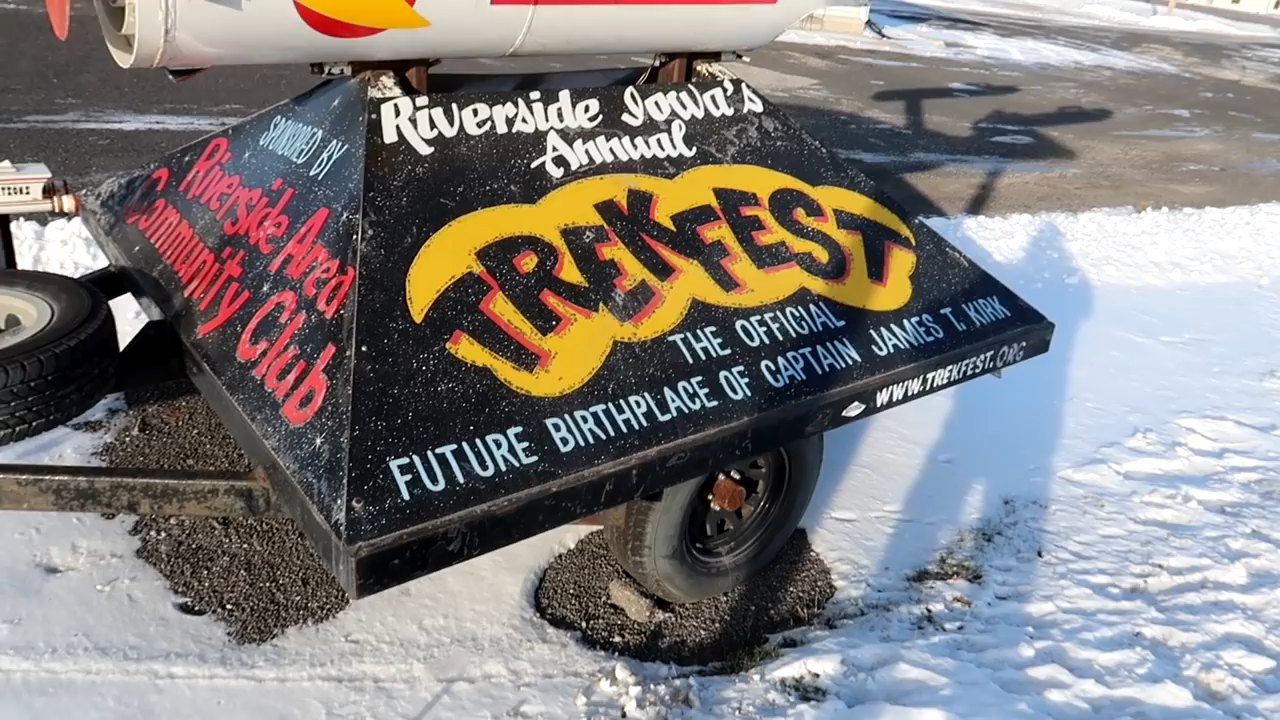 SPONSORED BY
Riverside Area
Community Club
Riverside Iowa's
Annual
TREKFEST
THE OFFICIAL
FUTURE BIRTHPLACE OF CAPTAIN JAMES T. KIRK
WWW.TREKFEST.ORG